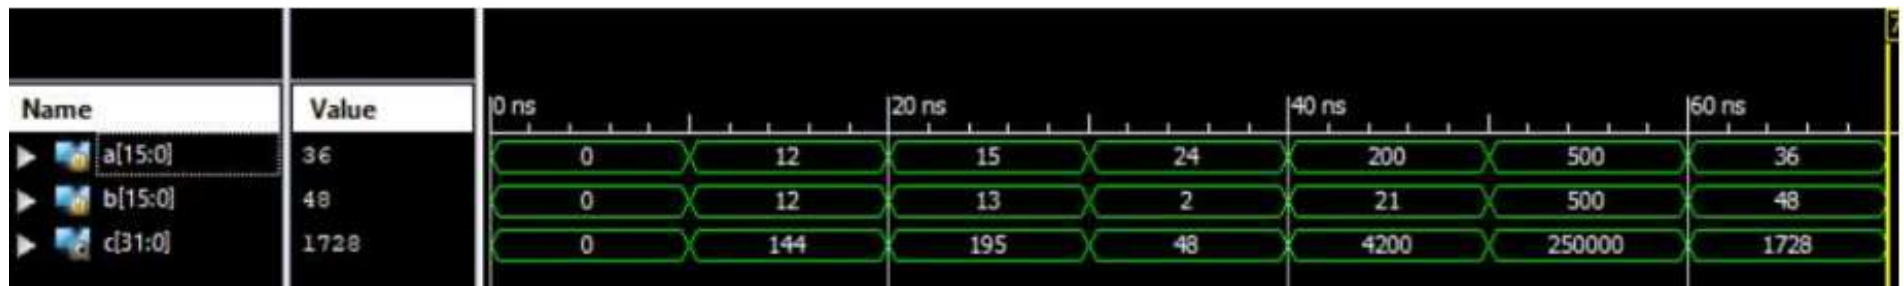 7
Name Value 0 ns 20 ns 40 ns 60 ns
a[15:0] 36 0 12 15 24 200 500 36
b[15:0] 48 0 12 13 2 21 500 48
c[31:0] 1728 0 144 195 48 4200 250000 1728